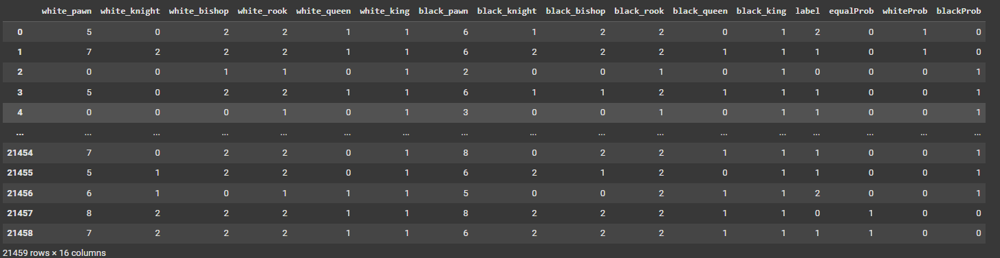 white_pawn white_knight white_bishop white_rook white_queen white_king black_pawn black_knight black_bishop black_rook black_queen black_king label equalProb whiteProb blackProb
0 5 0 2 2 1 1 6 1 2 2 0 1 2 0 1 0
1 7 2 2 2 1 1 6 2 2 2 1 1 1 0 1 0
2 0 0 1 1 0 1 2 0 0 1 0 1 0 0 0 1
3 5 0 2 2 1 1 6 1 1 2 1 1 1 0 0 1
4 0 0 0 1 0 1 3 0 0 1 0 1 1 0 0 1
... ... ... ... ... ... ... ... ... ... ... ... ... ... ... ... ...
21454 7 0 2 2 0 1 8 0 2 2 1 1 1 0 0 1
21455 5 1 2 2 0 1 6 2 1 2 0 1 1 0 0 1
21456 6 1 0 1 1 1 5 0 0 2 1 1 2 0 0 1
21457 8 2 2 2 1 1 8 2 2 2 1 1 0 1 0 0
21458 7 2 2 2 1 1 6 2 2 2 1 1 1 1 0 0
21459 rows × 16 columns